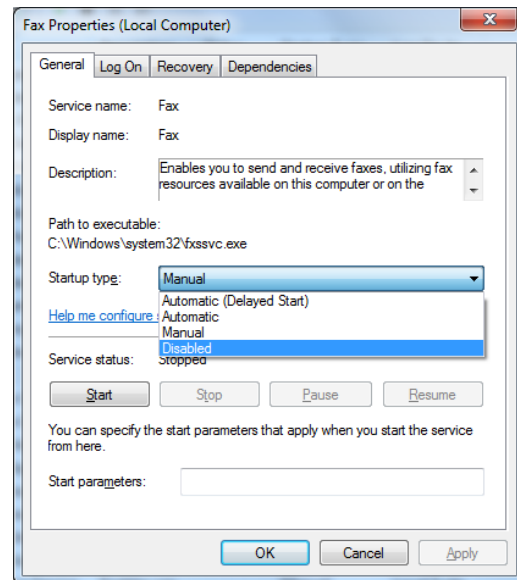 Fax Properties (Local Computer)
General Log On Recovery Dependencies
Service name: Fax
Display name: Fax
Description: Enables you to send and receive faxes, utilizing fax
resources available on this computer or on the
Path to executable:
C:\Windows\system32\fxssvc.exe
Startup type: Manual
Automatic (Delayed Start)
Help me configure Automatic
Manual
Disabled
Service status: Stopped
Start Stop Pause Resume
You can specify the start parameters that apply when you start the service
from here.
Start parameters:
OK Cancel Apply